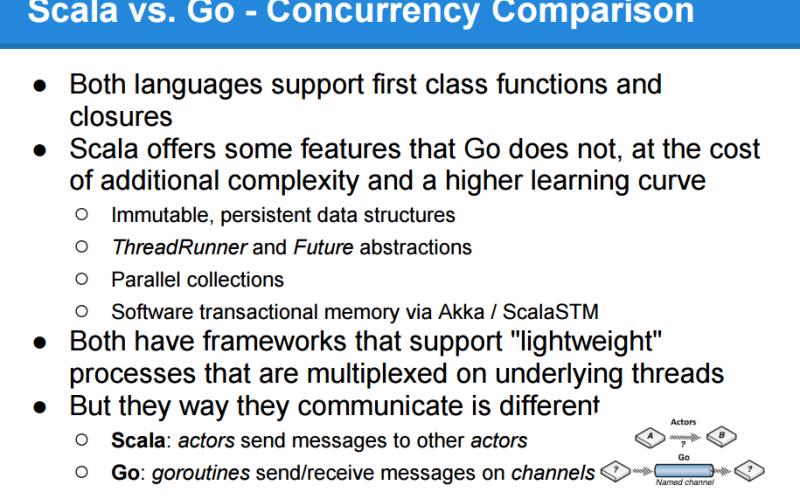 Scala vs. Go - Concurrency Comparison
● Both languages support first class functions and
closures
● Scala offers some features that Go does not, at the cost
of additional complexity and a higher learning curve
○ Immutable, persistent data structures
○ ThreadRunner and Future abstractions
○ Parallel collections
○ Software transactional memory via Akka / ScalaSTM
● Both have frameworks that support "lightweight"
processes that are multiplexed on underlying threads
● But they way they communicate is different
○ Scala: actors send messages to other actors
○ Go: goroutines send/receive messages on channels
Actors
A B
?
Go
? ?
Named channel